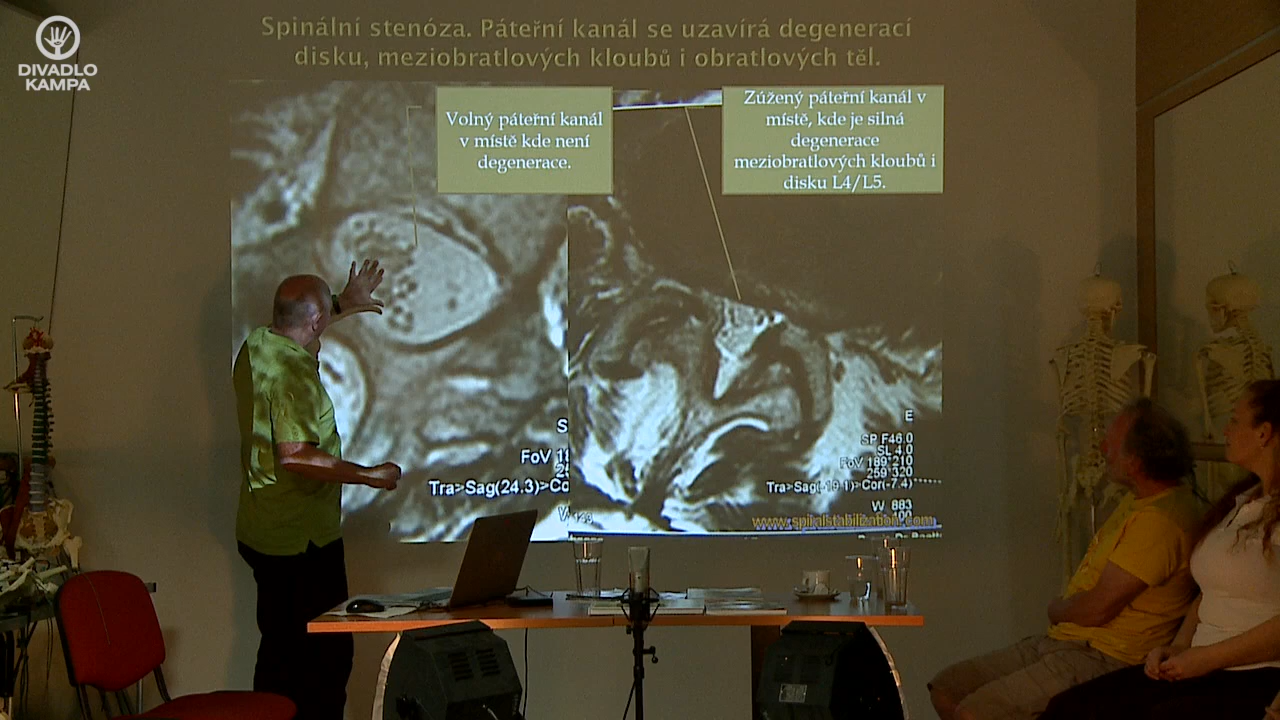 DIVADLO
KAMPA
Spinální stenóza. Páteřní kanál se uzavírá degenerací
disku, meziobratlových kloubů i obratlových těl.
Volný páteřní kanál
v místě kde není
degenerace.
Zúžený páteřní kanál v
místě, kde je silná
degenerace
meziobratlových kloubů i
disku L4/L5.
FoV
Tra>Sag(24.3)>Co
E
SP F46.0
SL 4.0
FoV 199*210
259*320
Tra>Sag(-19.1)>Cor(-7.4)
W 883
www.spiralstabilization.com